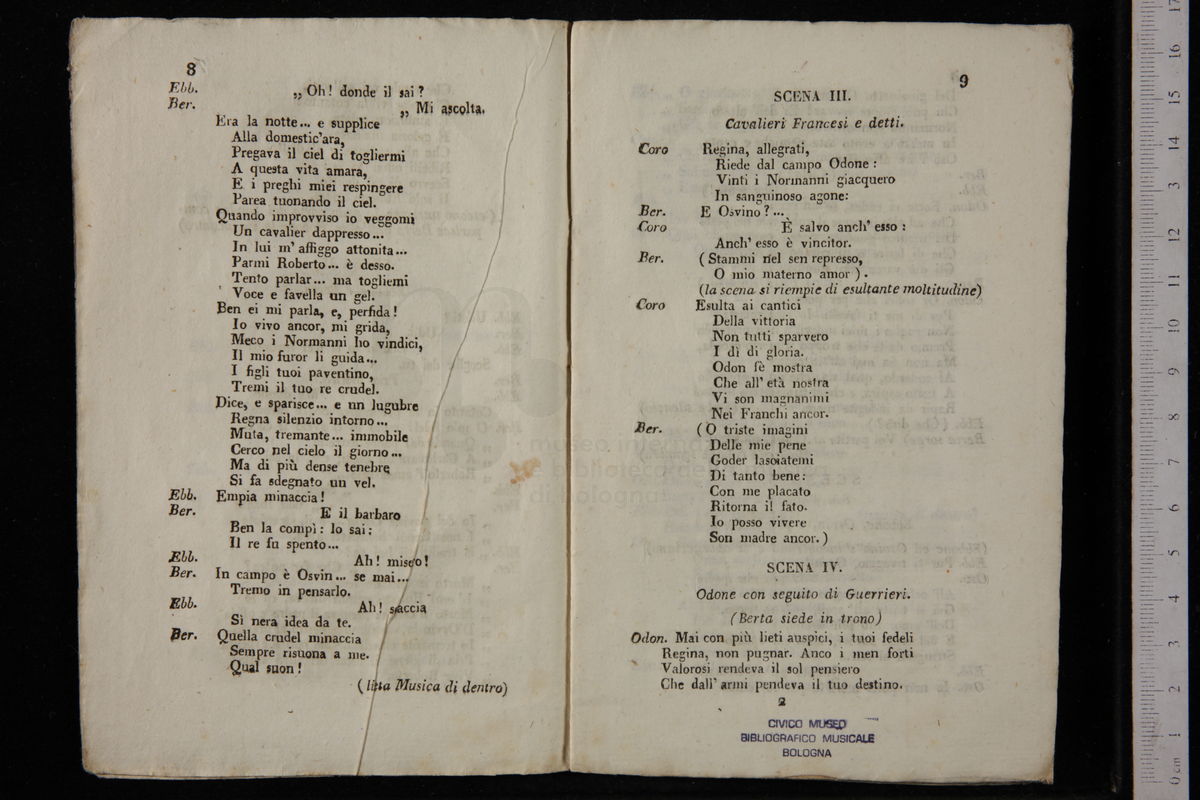 8
Ebb. „ Oh! donde il sai?
Ber. „ Mi ascolta.
Era la notte... e supplice
Alla domestic'ara,
Pregava il ciel di togliermi
A questa vita amara,
E i preghi miei respingere
Parea tuonando il ciel.
Quando improvviso io veggomi
Un cavalier dappresso...
In lui m' affiggo attonita...
Parmi Roberto... è desso.
Tento parlar... ma togliemi
Voce e favella un gel.
Ben ei mi parla, e, perfida!
Io vivo ancor, mi grida,
Meco i Normanni ho vindici,
Il mio furor li guida...
I figli tuoi paventino,
Tremi il tuo re crudel.
Dice, e sparisce... e un lugubre
Regna silenzio intorno...
Muta, tremante... immobile
Cerco nel cielo il giorno...
Ma di più dense tenebre
Si fa sdegnato un vel.
Ebb. Empia minaccia!
Ber. E il barbaro
Ben la compì: lo sai:
Il re fu spento...
Ebb. Ah! misero!
Ber. In campo è Osvin... se mai...
Tremo in pensarlo.
Ebb. Ah! scaccia
Sì nera idea da te.
Ber. Quella crudel minaccia
Sempre risuona a me.
Qual suon!
(lieta Musica di dentro)
9
SCENA III.
Cavalieri Francesi e detti.
Coro Regina, allegrati,
Riede dal campo Odone:
Vinti i Normanni giacquero
In sanguinoso agone:
Ber. E Osvino?...
Coro E salvo anch' esso:
Anch' esso è vincitor.
Ber. (Stammi nel sen represso,
O mio materno amor).
(la scena si riempie di esultante moltitudine)
Coro Esulta ai cantici
Della vittoria
Non tutti sparvero
I dì di gloria.
Odon fè mostra
Che all' età nostra
Vi son magnanimi
Nei Franchi ancor.
Ber. (O triste imagini
Delle mie pene
Goder lasciatemi
Di tanto bene:
Con me placato
Ritorna il fato.
Io posso vivere
Son madre ancor.)
SCENA IV.
Odone con seguito di Guerrieri.
(Berta siede in trono)
Odon. Mai con più lieti auspici, i tuoi fedeli
Regina, non pugnar. Anco i men forti
Valorosi rendeva il sol pensiero
Che dall' armi pendeva il tuo destino.
2
CIVICO MUSEO
BIBLIOGRAFICO MUSICALE
BOLOGNA